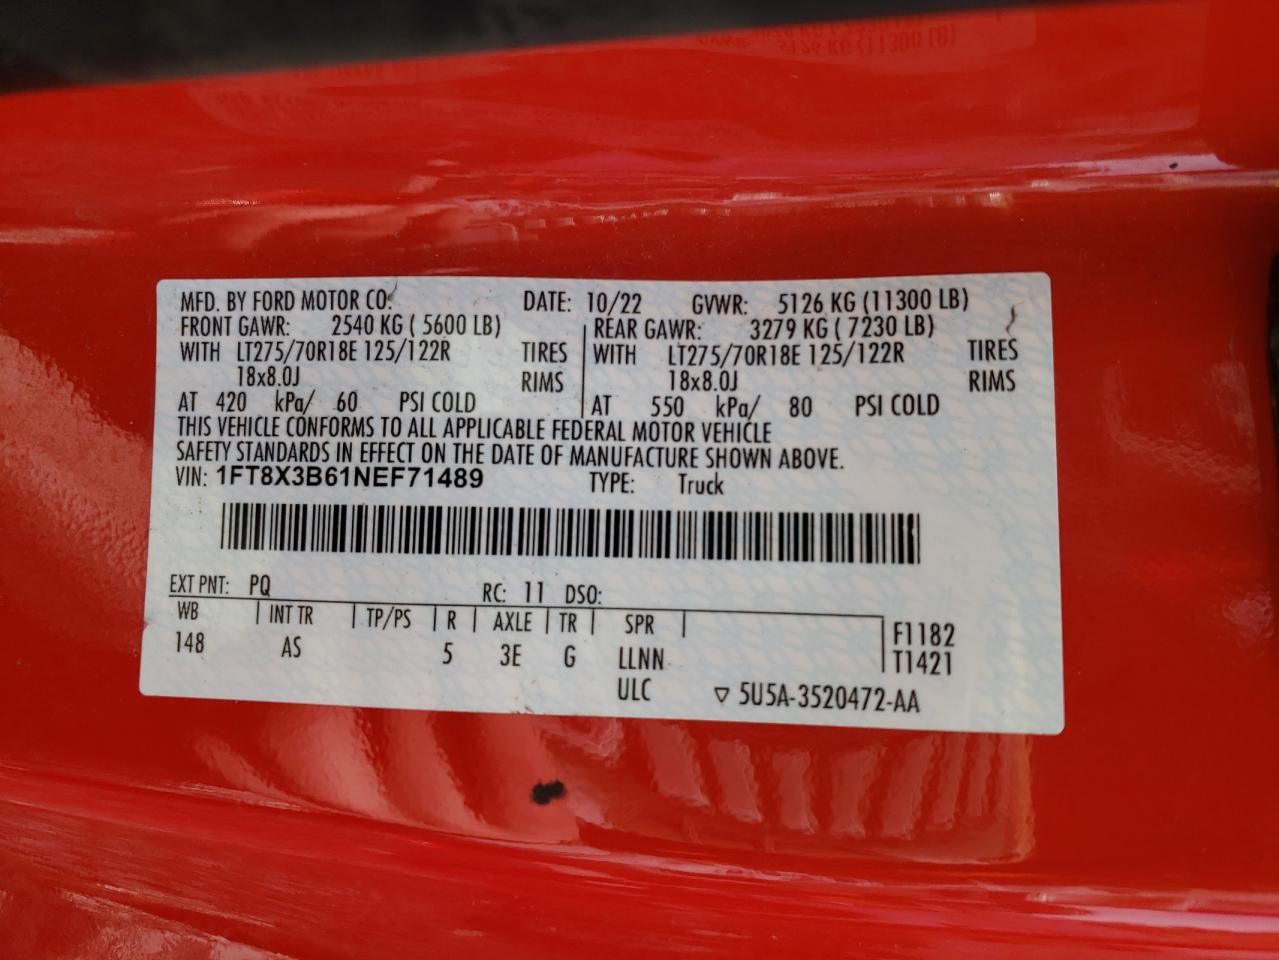 5126 KG (11300 LB)
MFD. BY FORD MOTOR CO: DATE: 10/22 GVWR: 5126 KG (11300 LB)
FRONT GAWR: 2540 KG ( 5600 LB) REAR GAWR: 3279 KG ( 7230 LB)
WITH LT275/70R18E 125/122R TIRES WITH LT275/70R18E 125/122R TIRES
18x8.0J RIMS 18x8.0J RIMS
AT 420 kPa/ 60 PSI COLD AT 550 kPa/ 80 PSI COLD
THIS VEHICLE CONFORMS TO ALL APPLICABLE FEDERAL MOTOR VEHICLE
SAFETY STANDARDS IN EFFECT ON THE DATE OF MANUFACTURE SHOWN ABOVE.
VIN: 1FT8X3B61NEF71489 TYPE: Truck
EXT PNT: PQ RC: 11 DSO:
WB INT TR TP/PS R AXLE TR SPR F1182
148 AS 5 3E G LLNN T1421
ULC ▽ 5U5A-3520472-AA